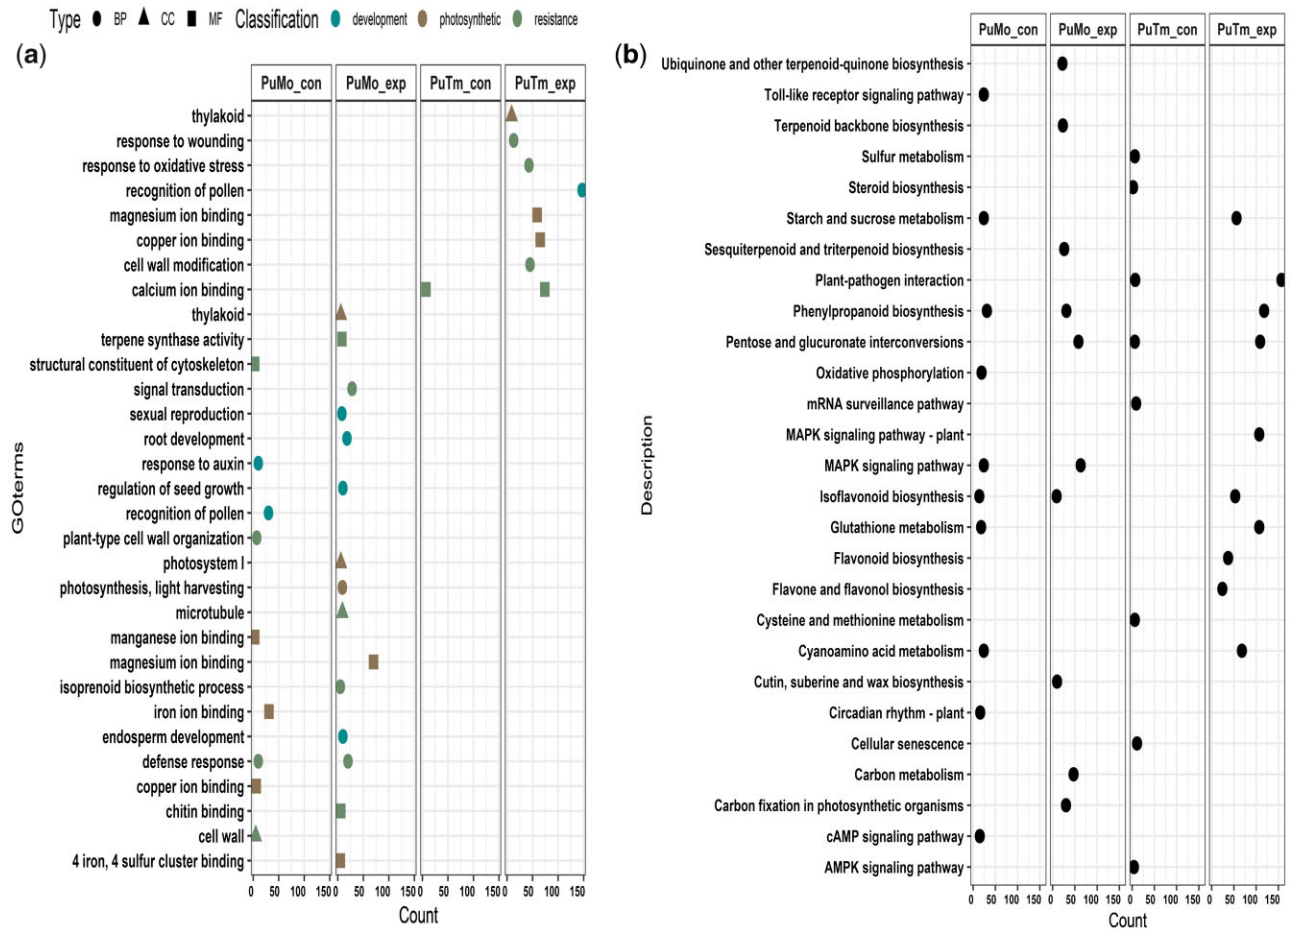 Type BP CC MF Classification development photosynthetic resistance
(a)
PuMo_con PuMo_exp PuTm_con PuTm_exp
thylakoid
response to wounding
response to oxidative stress
recognition of pollen
magnesium ion binding
copper ion binding
cell wall modification
calcium ion binding
thylakoid
terpene synthase activity
structural constituent of cytoskeleton
signal transduction
sexual reproduction
root development
response to auxin
regulation of seed growth
recognition of pollen
plant-type cell wall organization
photosystem I
photosynthesis, light harvesting
microtubule
manganese ion binding
magnesium ion binding
isoprenoid biosynthetic process
iron ion binding
endosperm development
defense response
copper ion binding
chitin binding
cell wall
4 iron, 4 sulfur cluster binding
GOterms
0 50 100 150 50 100 150 0 50 100 150 0 50 100 150
Count
(b)
PuMo_con PuMo_exp PuTm_con PuTm_exp
Ubiquinone and other terpenoid-quinone biosynthesis
Toll-like receptor signaling pathway
Terpenoid backbone biosynthesis
Sulfur metabolism
Steroid biosynthesis
Starch and sucrose metabolism
Sesquiterpenoid and triterpenoid biosynthesis
Plant-pathogen interaction
Phenylpropanoid biosynthesis
Pentose and glucuronate interconversions
Oxidative phosphorylation
mRNA surveillance pathway
MAPK signaling pathway - plant
MAPK signaling pathway
Isoflavonoid biosynthesis
Glutathione metabolism
Flavonoid biosynthesis
Flavone and flavonol biosynthesis
Cysteine and methionine metabolism
Cyanoamino acid metabolism
Cutin, suberine and wax biosynthesis
Circadian rhythm - plant
Cellular senescence
Carbon metabolism
Carbon fixation in photosynthetic organisms
cAMP signaling pathway
AMPK signaling pathway
Description
0 50 100 150 0 50 100 150 0 50 100 150 0 50 100 150
Count